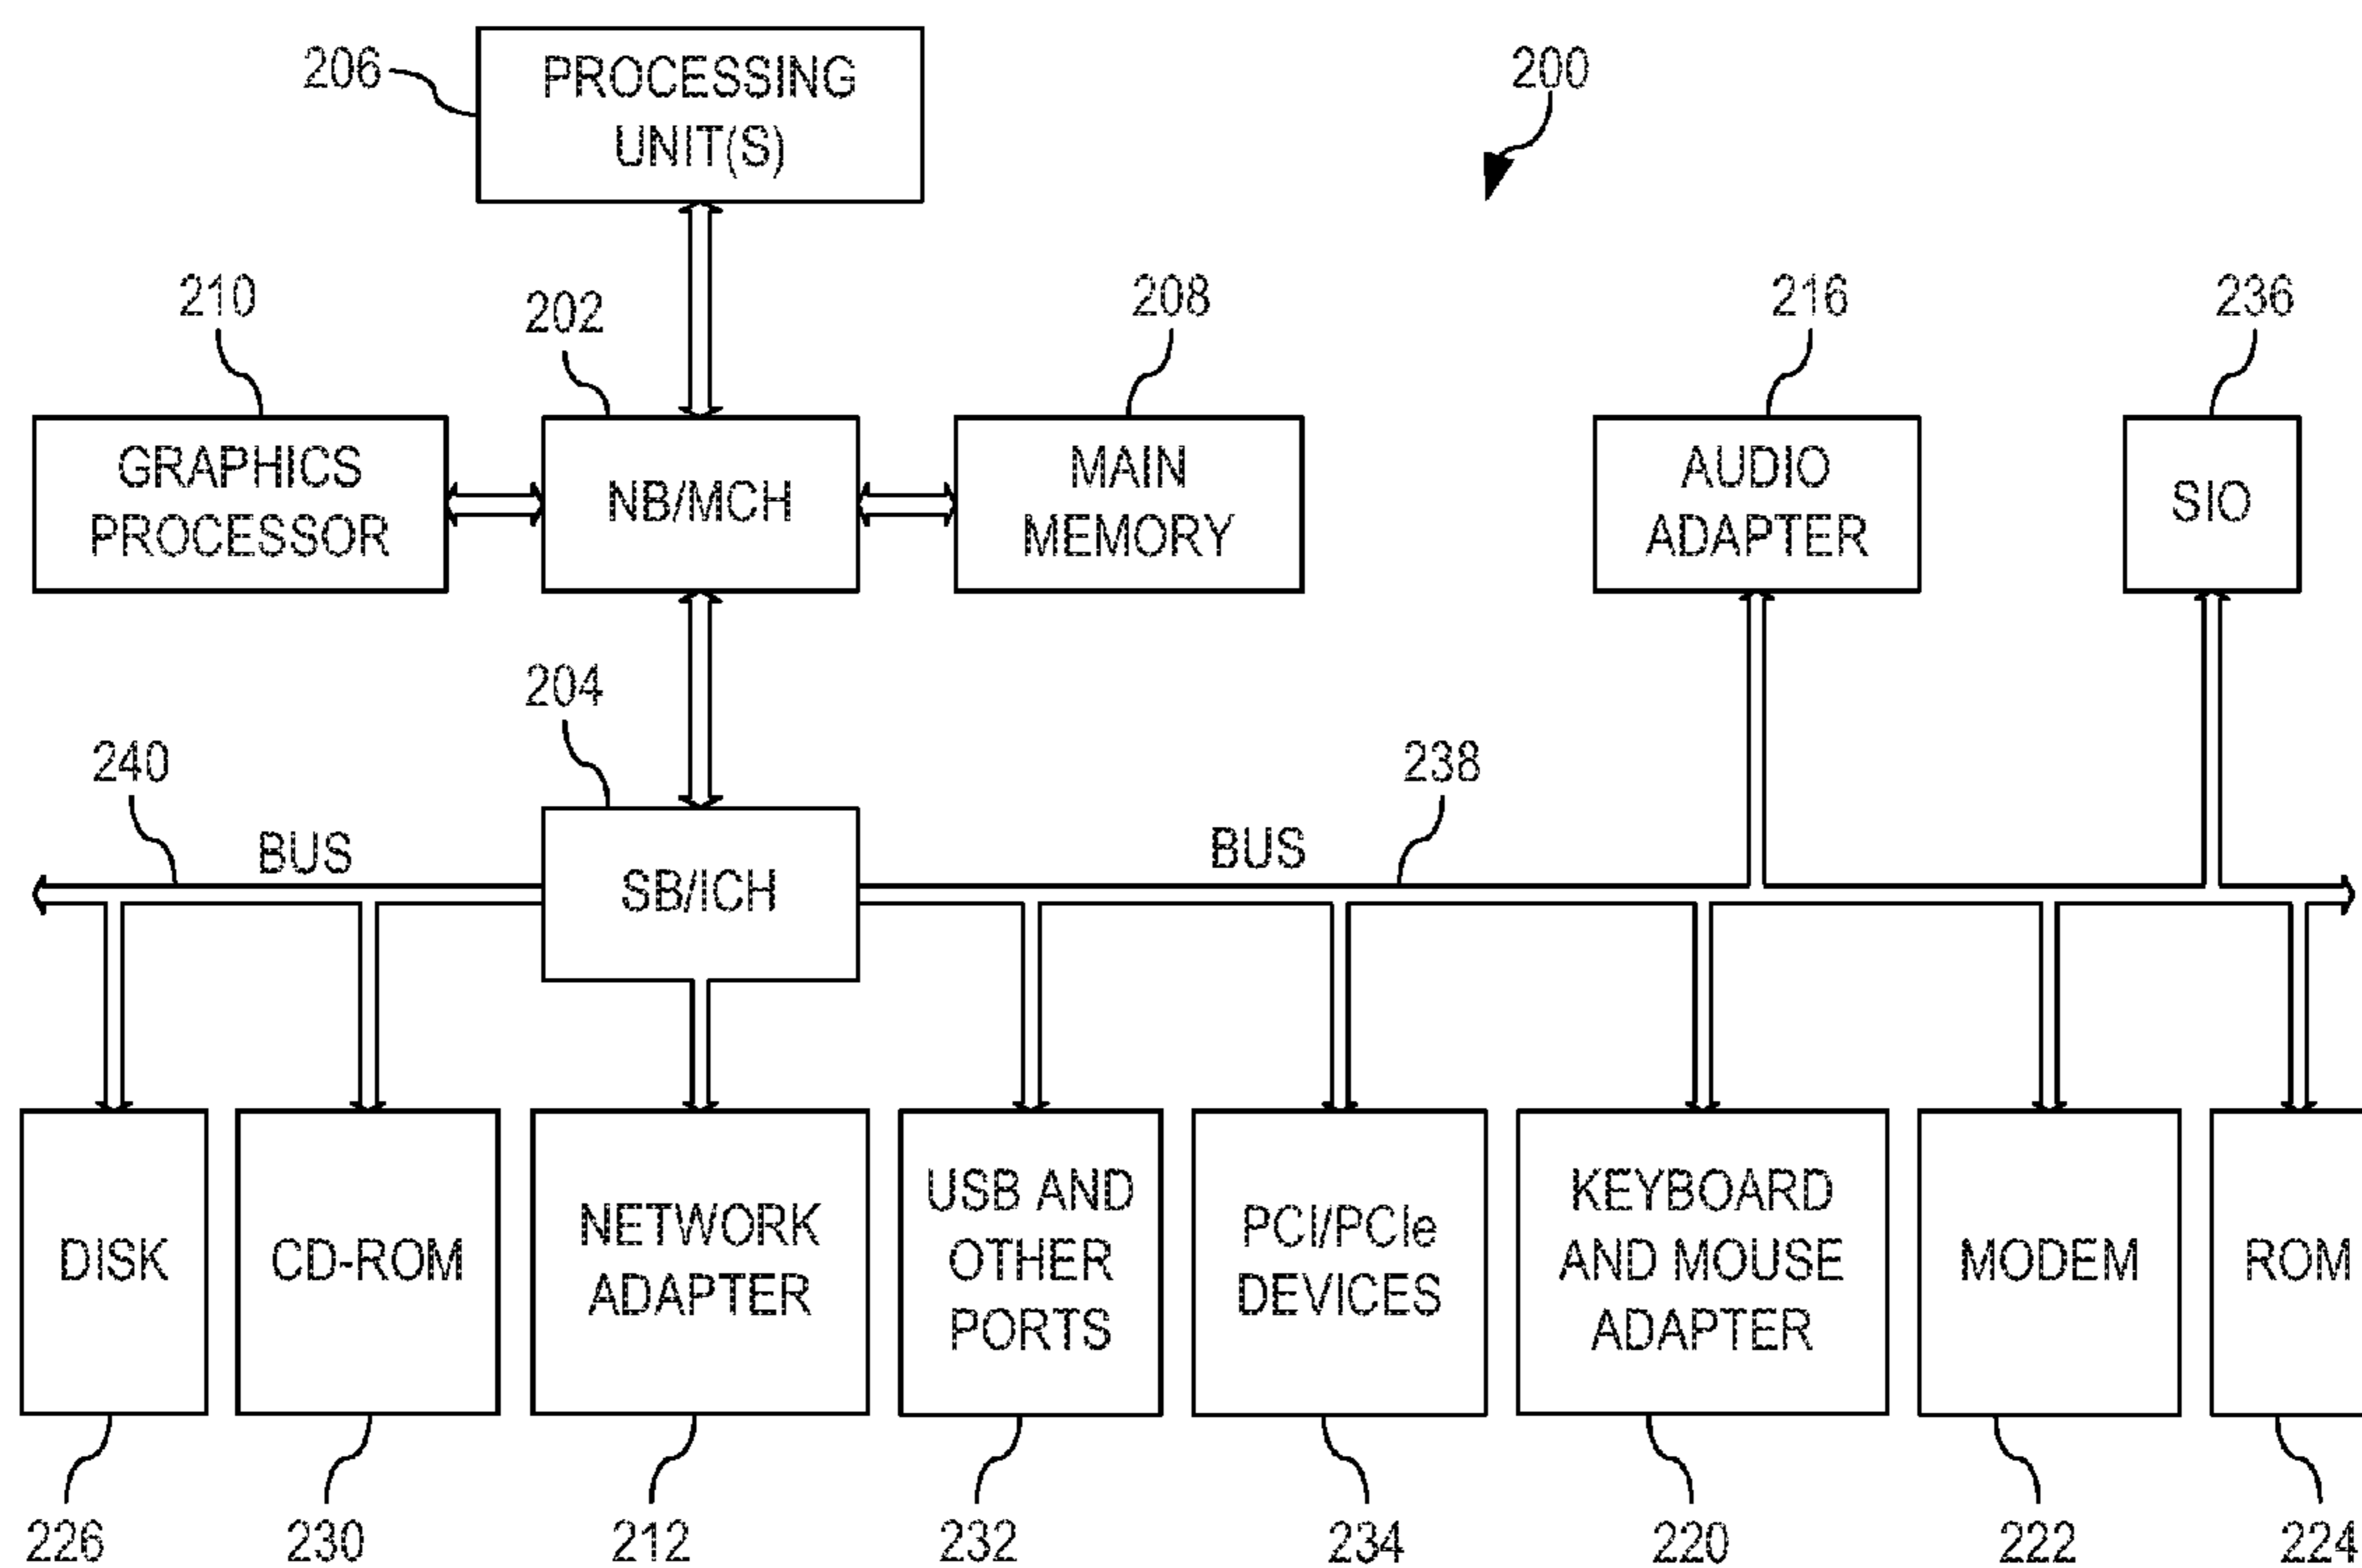 206
PROCESSING
UNIT(S)
200
210
202
208
216
236
GRAPHICS
PROCESSOR
NB/MCH
MAIN
MEMORY
AUDIO
ADAPTER
SIO
204
240
238
BUS
BUS
SB/ICH
DISK
CD-ROM
NETWORK
ADAPTER
USB AND
OTHER
PORTS
PCI/PCIe
DEVICES
KEYBOARD
AND MOUSE
ADAPTER
MODEM
ROM
226
230
212
232
234
220
222
224